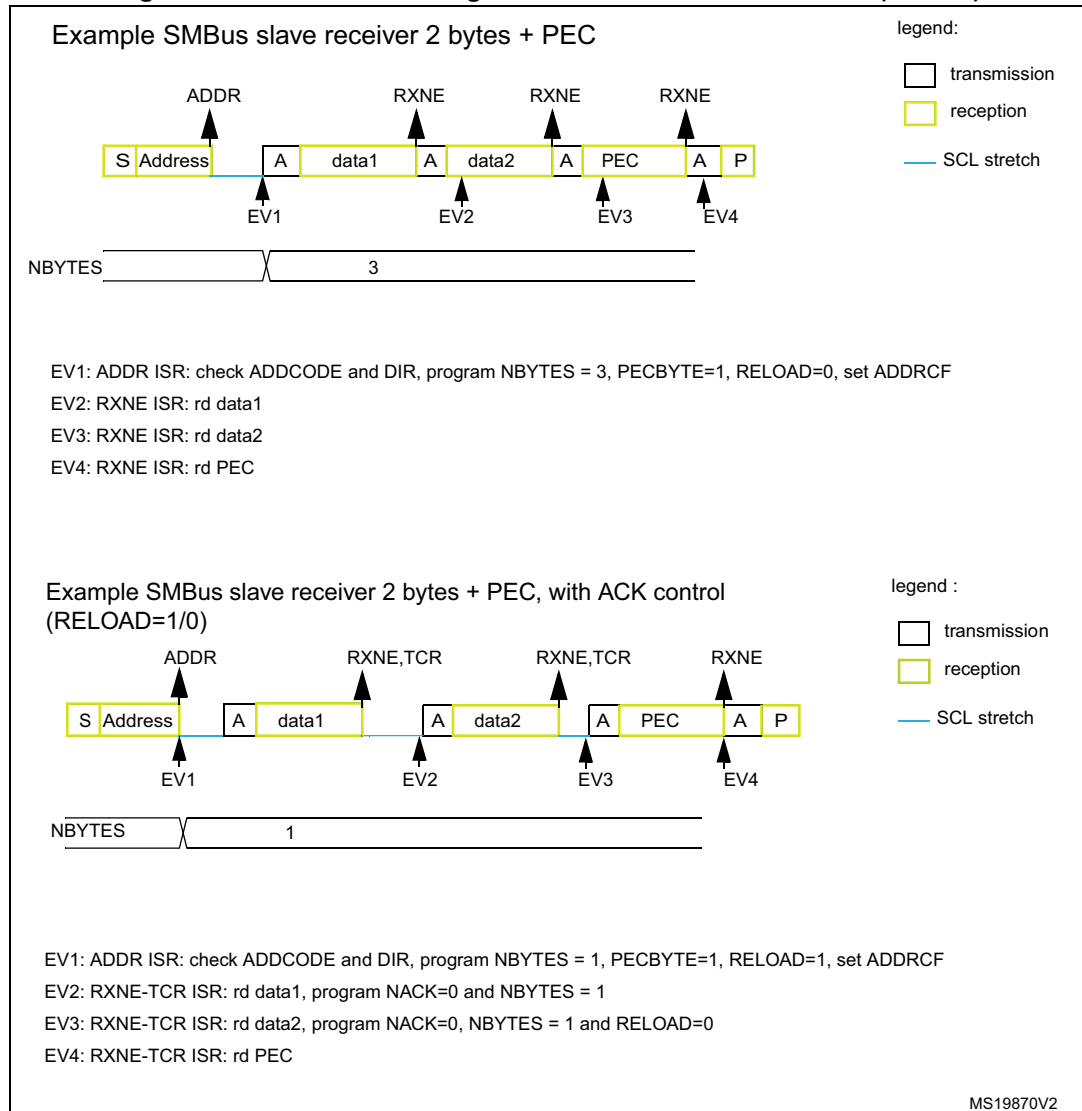 Example SMBus slave receiver 2 bytes + PEC
legend:
transmission
reception
SCL stretch
ADDR RXNE RXNE RXNE
S Address A data1 A data2 A PEC A P
EV1 EV2 EV3 EV4
NBYTES 3
EV1: ADDR ISR: check ADDCODE and DIR, program NBYTES = 3, PECBYTE=1, RELOAD=0, set ADDRCF
EV2: RXNE ISR: rd data1
EV3: RXNE ISR: rd data2
EV4: RXNE ISR: rd PEC
Example SMBus slave receiver 2 bytes + PEC, with ACK control
(RELOAD=1/0)
legend :
transmission
reception
SCL stretch
ADDR RXNE,TCR RXNE,TCR RXNE
S Address A data1 A data2 A PEC A P
EV1 EV2 EV3 EV4
NBYTES 1
EV1: ADDR ISR: check ADDCODE and DIR, program NBYTES = 1, PECBYTE=1, RELOAD=1, set ADDRCF
EV2: RXNE-TCR ISR: rd data1, program NACK=0 and NBYTES = 1
EV3: RXNE-TCR ISR: rd data2, program NACK=0, NBYTES = 1 and RELOAD=0
EV4: RXNE-TCR ISR: rd PEC
MS19870V2